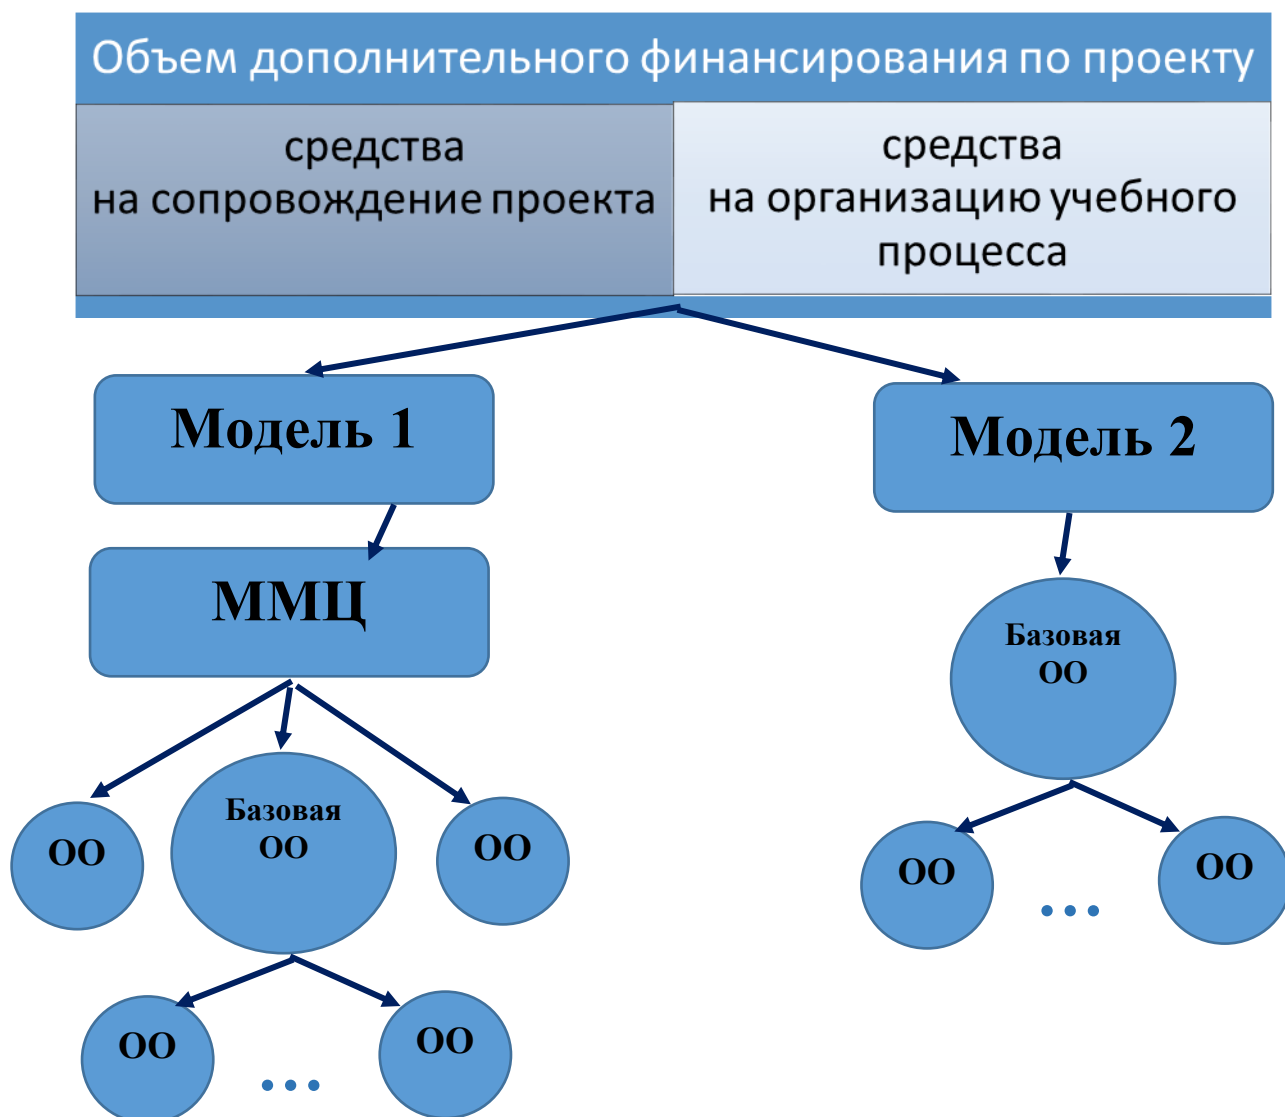 Объем дополнительного финансирования по проекту
средства
на сопровождение проекта
средства
на организацию учебного
процесса
Модель 1
Модель 2
ММЦ
Базовая
ОО
ОО
Базовая
ОО
ОО
ОО
...
ОО
ОО
...
ОО